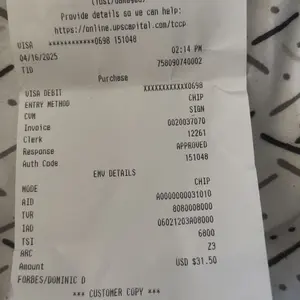 Provide details so we can help:
https://online.upscapital.com/tccp
VISA ************0698 151048
04/16/2025 02:14 PM
TID 758090740002
Purchase
VISA DEBIT XXXXXXXXXXXX0698
ENTRY METHOD CHIP
CVM SIGN
Invoice 0020037070
Clerk 12261
Response APPROVED
Auth Code 151048
EMV DETAILS
MODE CHIP
AID A0000000031010
TVR 8080008000
IAD 06021203A08000
TSI 6800
ARC Z3
Amount USD $31.50
FORBES/DOMINIC D
*** CUSTOMER COPY ***